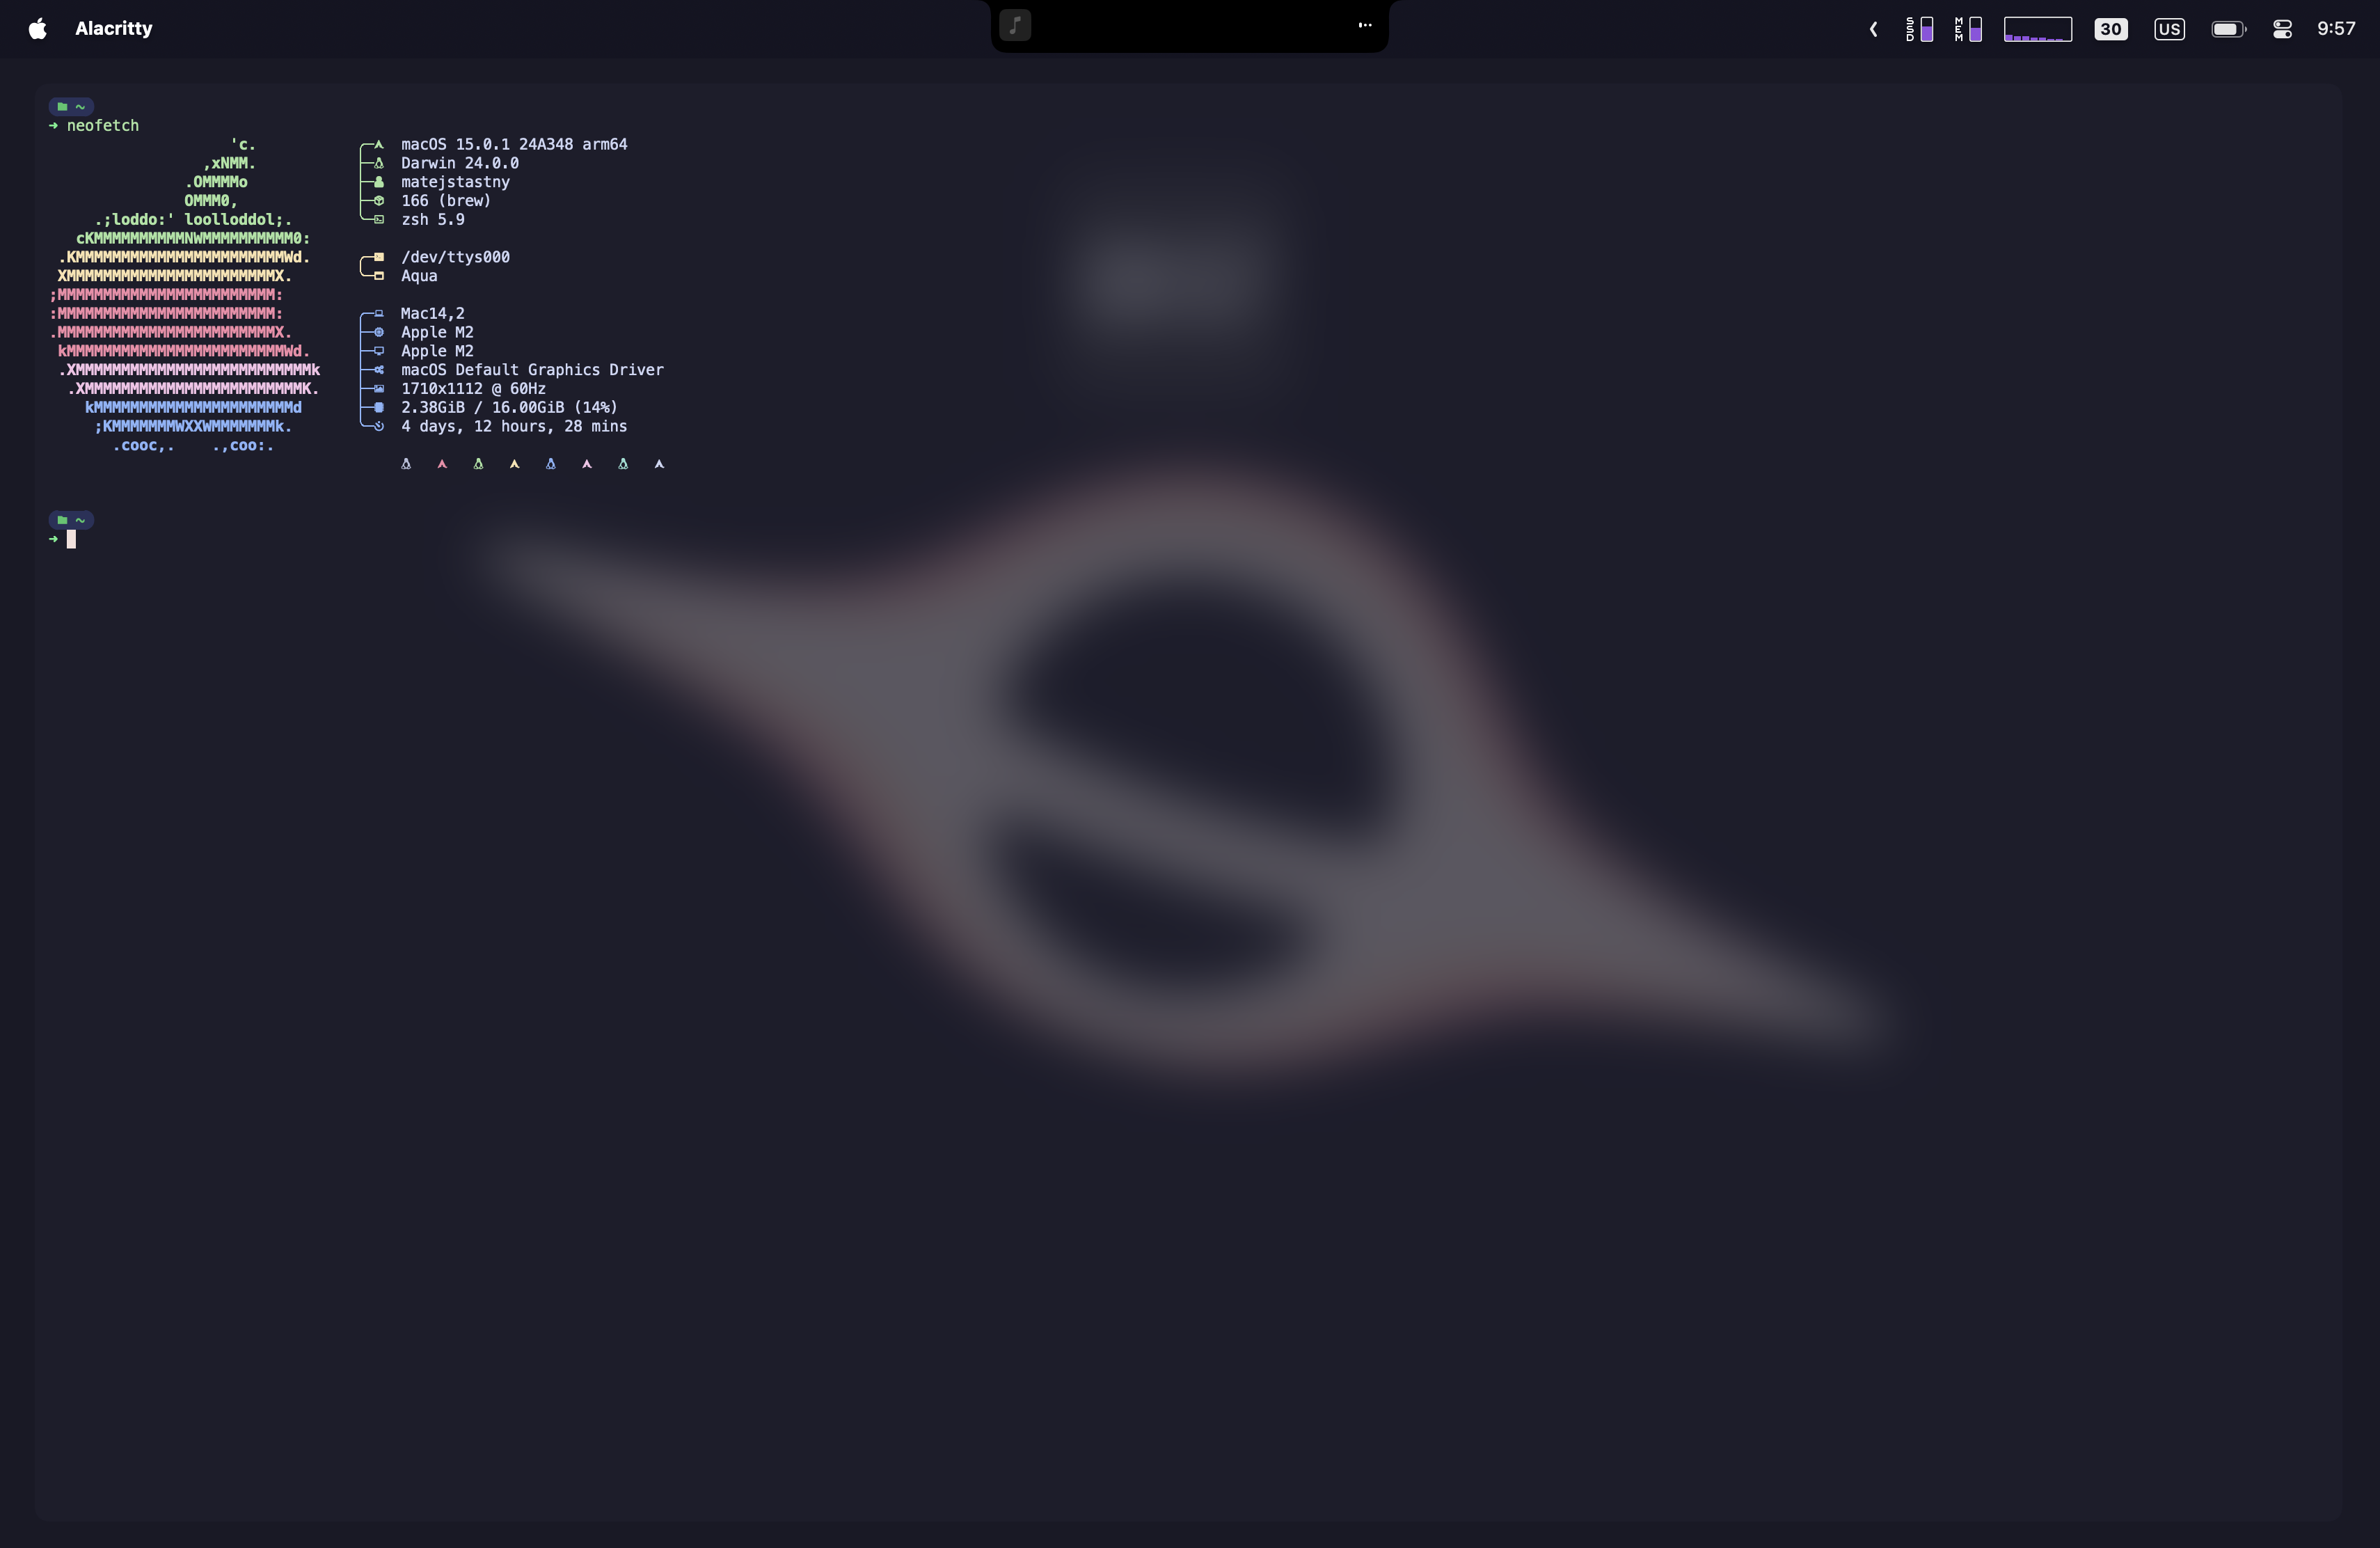 Alacritty
SSD
MEM
30
US
9:57
~
➜ neofetch
'c.
,xNMM.
.OMMMMo
OMMM0,
.;loddo:' loolloddol;.
cKMMMMMMMMMMNWMMMMMMMMMM0:
.KMMMMMMMMMMMMMMMMMMMMMMMWd.
XMMMMMMMMMMMMMMMMMMMMMMMX.
;MMMMMMMMMMMMMMMMMMMMMMMM:
:MMMMMMMMMMMMMMMMMMMMMMMM:
.MMMMMMMMMMMMMMMMMMMMMMMMX.
kMMMMMMMMMMMMMMMMMMMMMMMMWd.
.XMMMMMMMMMMMMMMMMMMMMMMMMMMk
.XMMMMMMMMMMMMMMMMMMMMMMMMK.
kMMMMMMMMMMMMMMMMMMMMMMd
;KMMMMMMMWXXWMMMMMMMk.
.cooc,.    .,coo:.
macOS 15.0.1 24A348 arm64
Darwin 24.0.0
matejstastny
166 (brew)
zsh 5.9
/dev/ttys000
Aqua
Mac14,2
Apple M2
Apple M2
macOS Default Graphics Driver
1710x1112 @ 60Hz
2.38GiB / 16.00GiB (14%)
4 days, 12 hours, 28 mins
~
➜